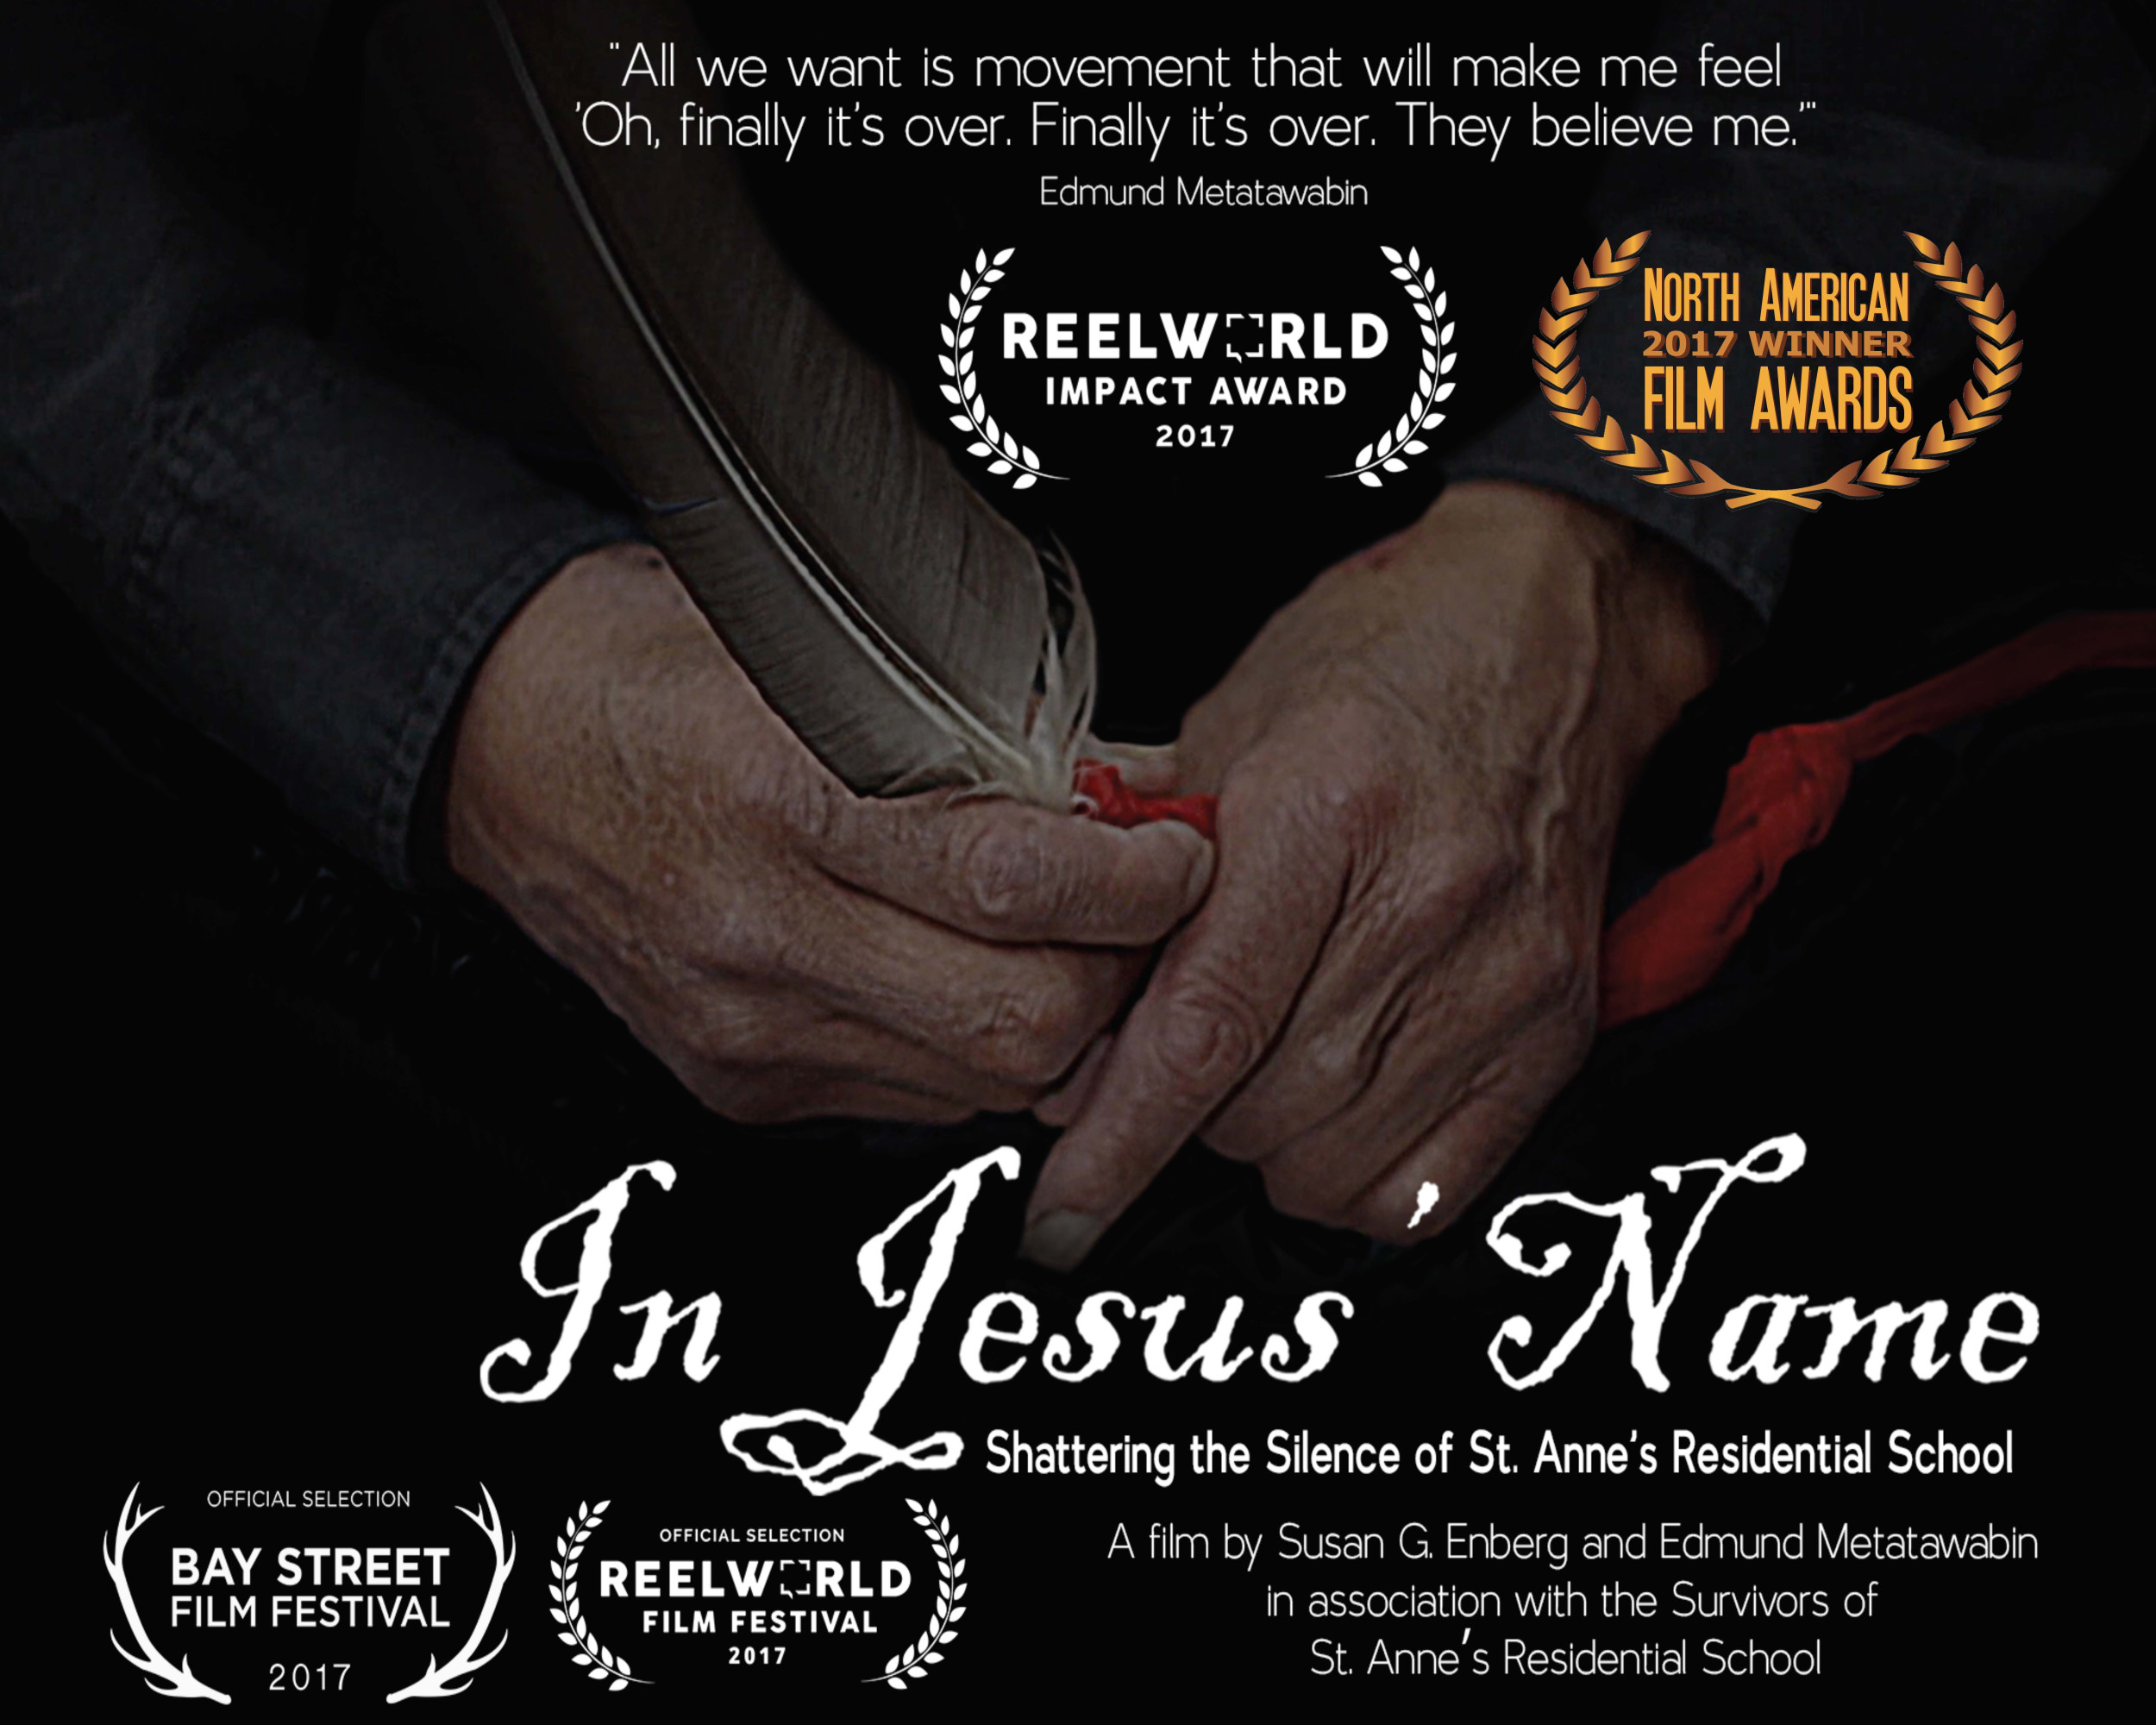 "All we want is movement that will make me feel
'Oh, finally it's over. Finally it's over. They believe me.'"
Edmund Metatawabin
REELWORLD
IMPACT AWARD
2017
NORTH AMERICAN
2017 WINNER
FILM AWARDS
In Jesus' Name
Shattering the Silence of St. Anne's Residential School
OFFICIAL SELECTION
BAY STREET
FILM FESTIVAL
2017
OFFICIAL SELECTION
REELWORLD
FILM FESTIVAL
2017
A film by Susan G. Enberg and Edmund Metatawabin
in association with the Survivors of
St. Anne's Residential School